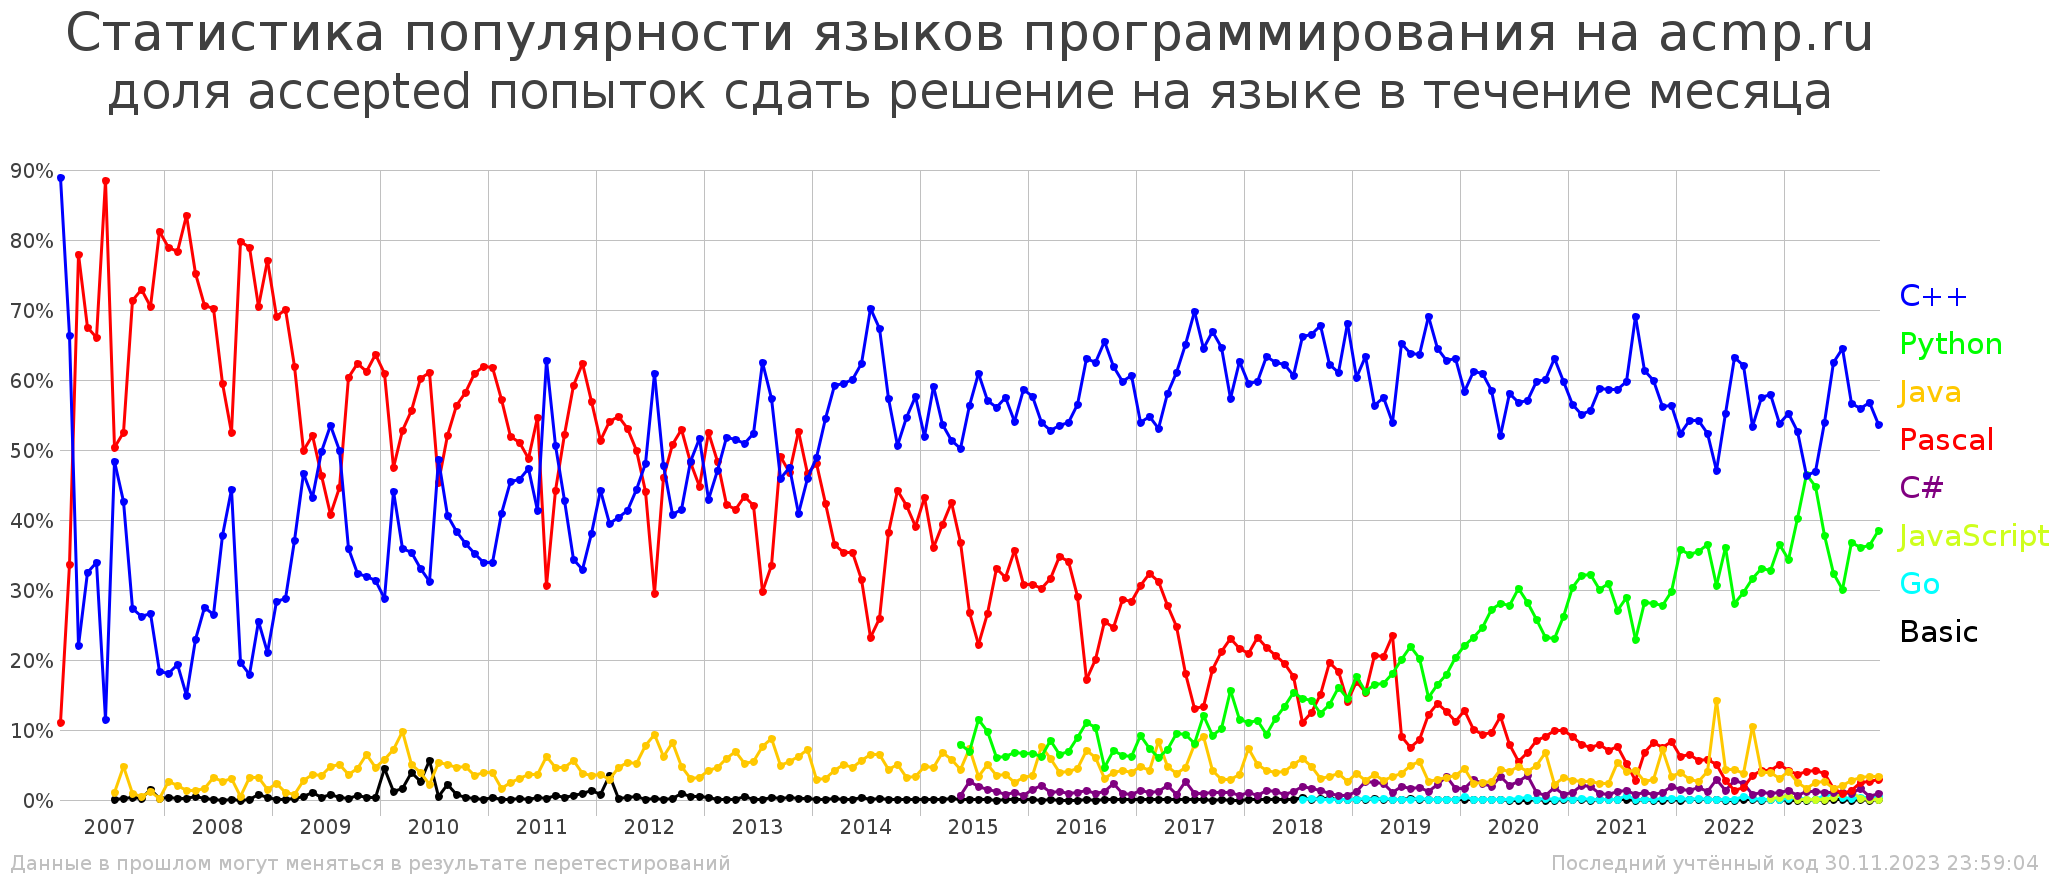 Статистика популярности языков программирования на acmp.ru
доля accepted попыток сдать решение на языке в течение месяца
90%
80%
70%
60%
50%
40%
30%
20%
10%
0%
C++
Python
Java
Pascal
C#
JavaScript
Go
Basic
2007 2008 2009 2010 2011 2012 2013 2014 2015 2016 2017 2018 2019 2020 2021 2022 2023
Данные в прошлом могут меняться в результате перетестирований
Последний учтённый код 30.11.2023 23:59:04